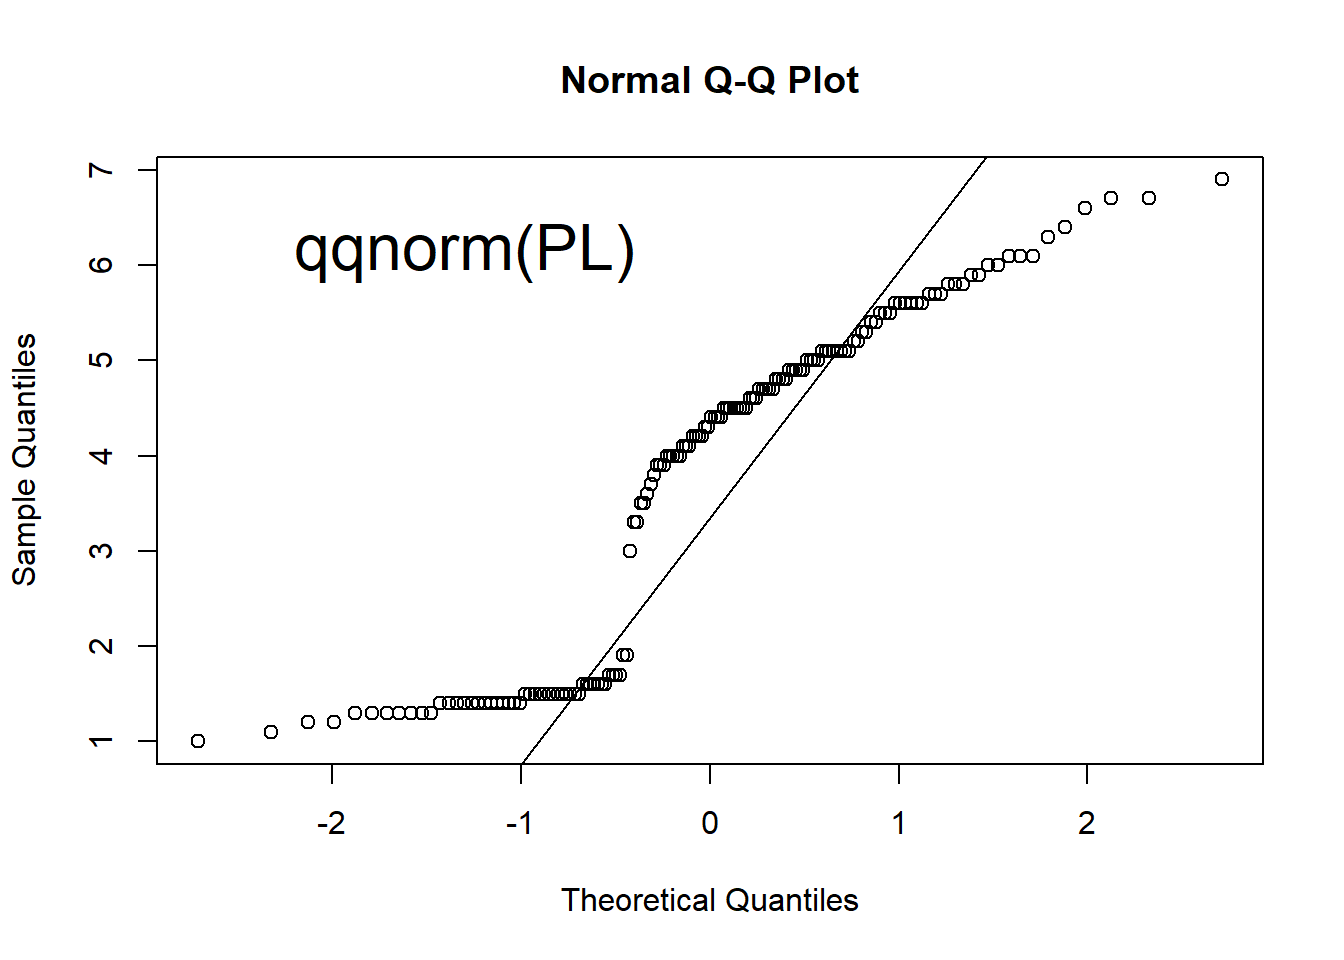 Normal Q-Q Plot
qqnorm(PL)
7
6
5
4
3
2
1
Sample Quantiles
-2 -1 0 1 2
Theoretical Quantiles